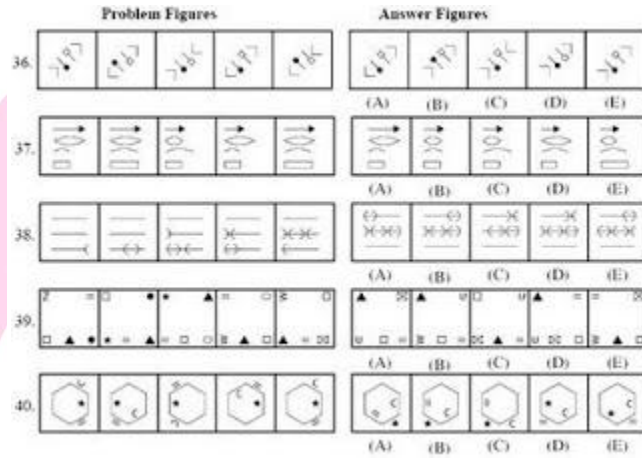 Problem Figures Answer Figures
36.
(A) (B) (C) (D) (E)
37.
(A) (B) (C) (D) (E)
38.
(A) (B) (C) (D) (E)
39.
(A) (B) (C) (D) (E)
40.
(A) (B) (C) (D) (E)